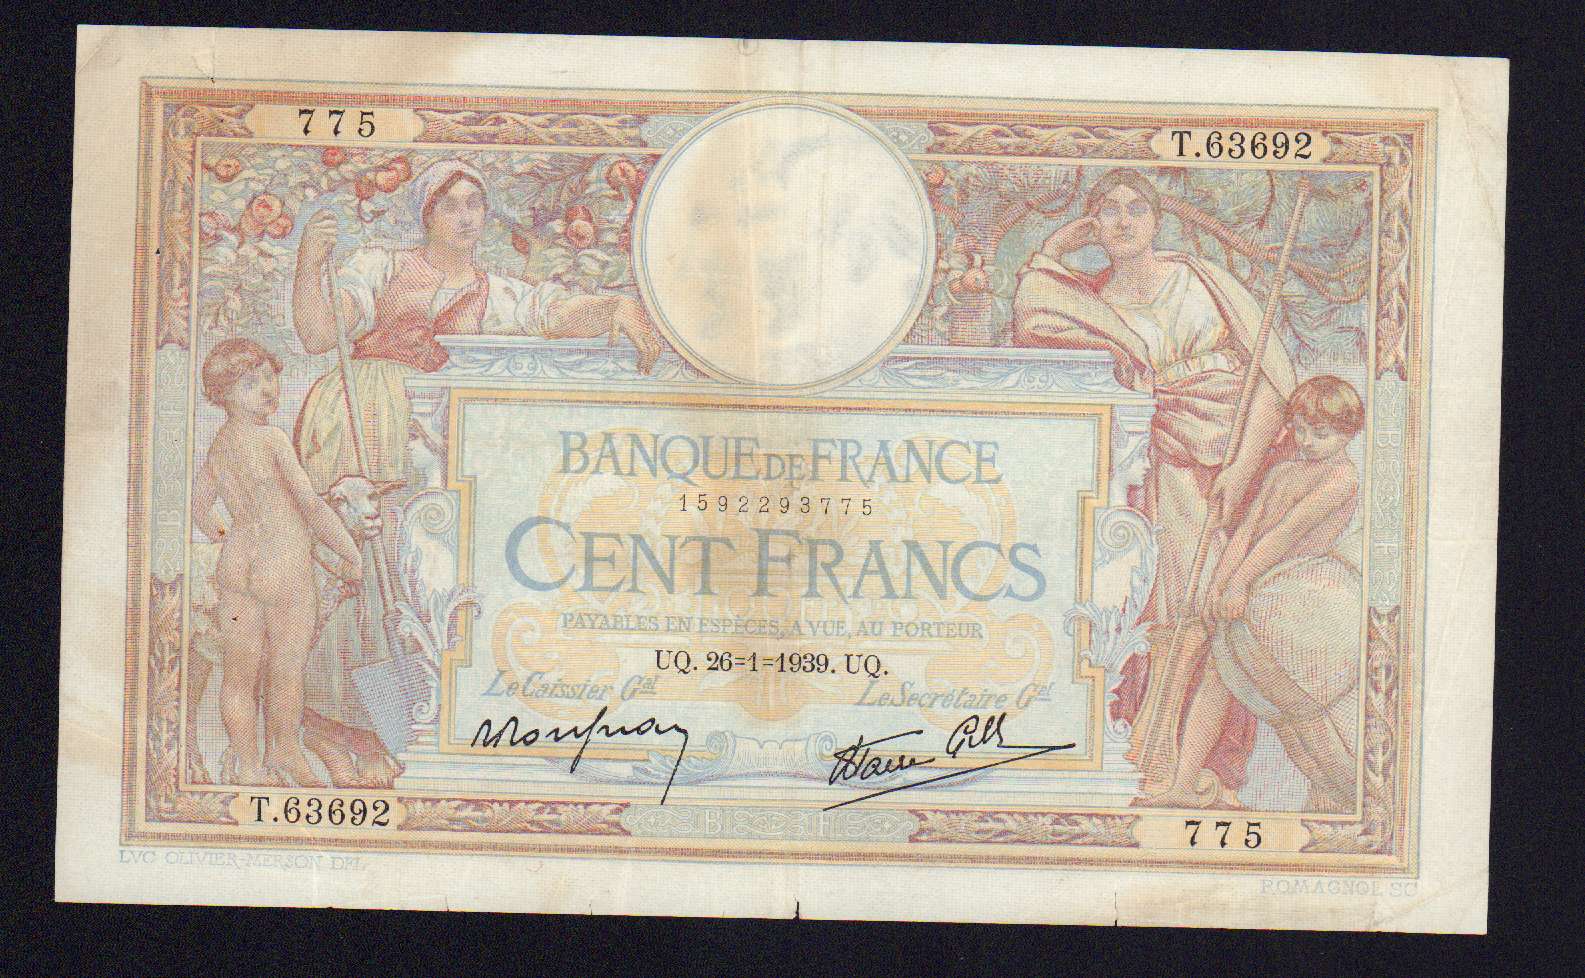 775
T.63692
BANQUE DE FRANCE
1592293775
CENT FRANCS
PAYABLES EN ESPÈCES, A VUE, AU PORTEUR
UQ. 26=1=1939. UQ.
Le Caissier Gal
Le Secrétaire Gal
T.63692
775
B F
LVC OLIVIER-MERSON DEL.
ROMAGNOL SC